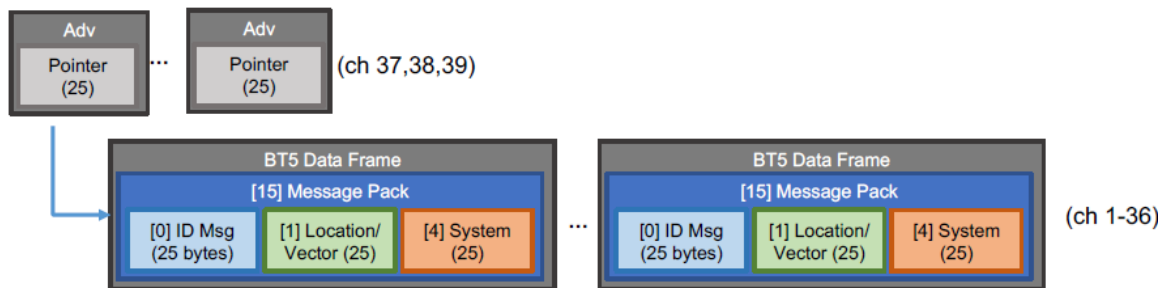 Adv
Pointer
(25)
...
Adv
Pointer
(25)
(ch 37,38,39)
BT5 Data Frame
[15] Message Pack
[0] ID Msg
(25 bytes)
[1] Location/
Vector (25)
[4] System
(25)
...
BT5 Data Frame
[15] Message Pack
[0] ID Msg
(25 bytes)
[1] Location/
Vector (25)
[4] System
(25)
(ch 1-36)